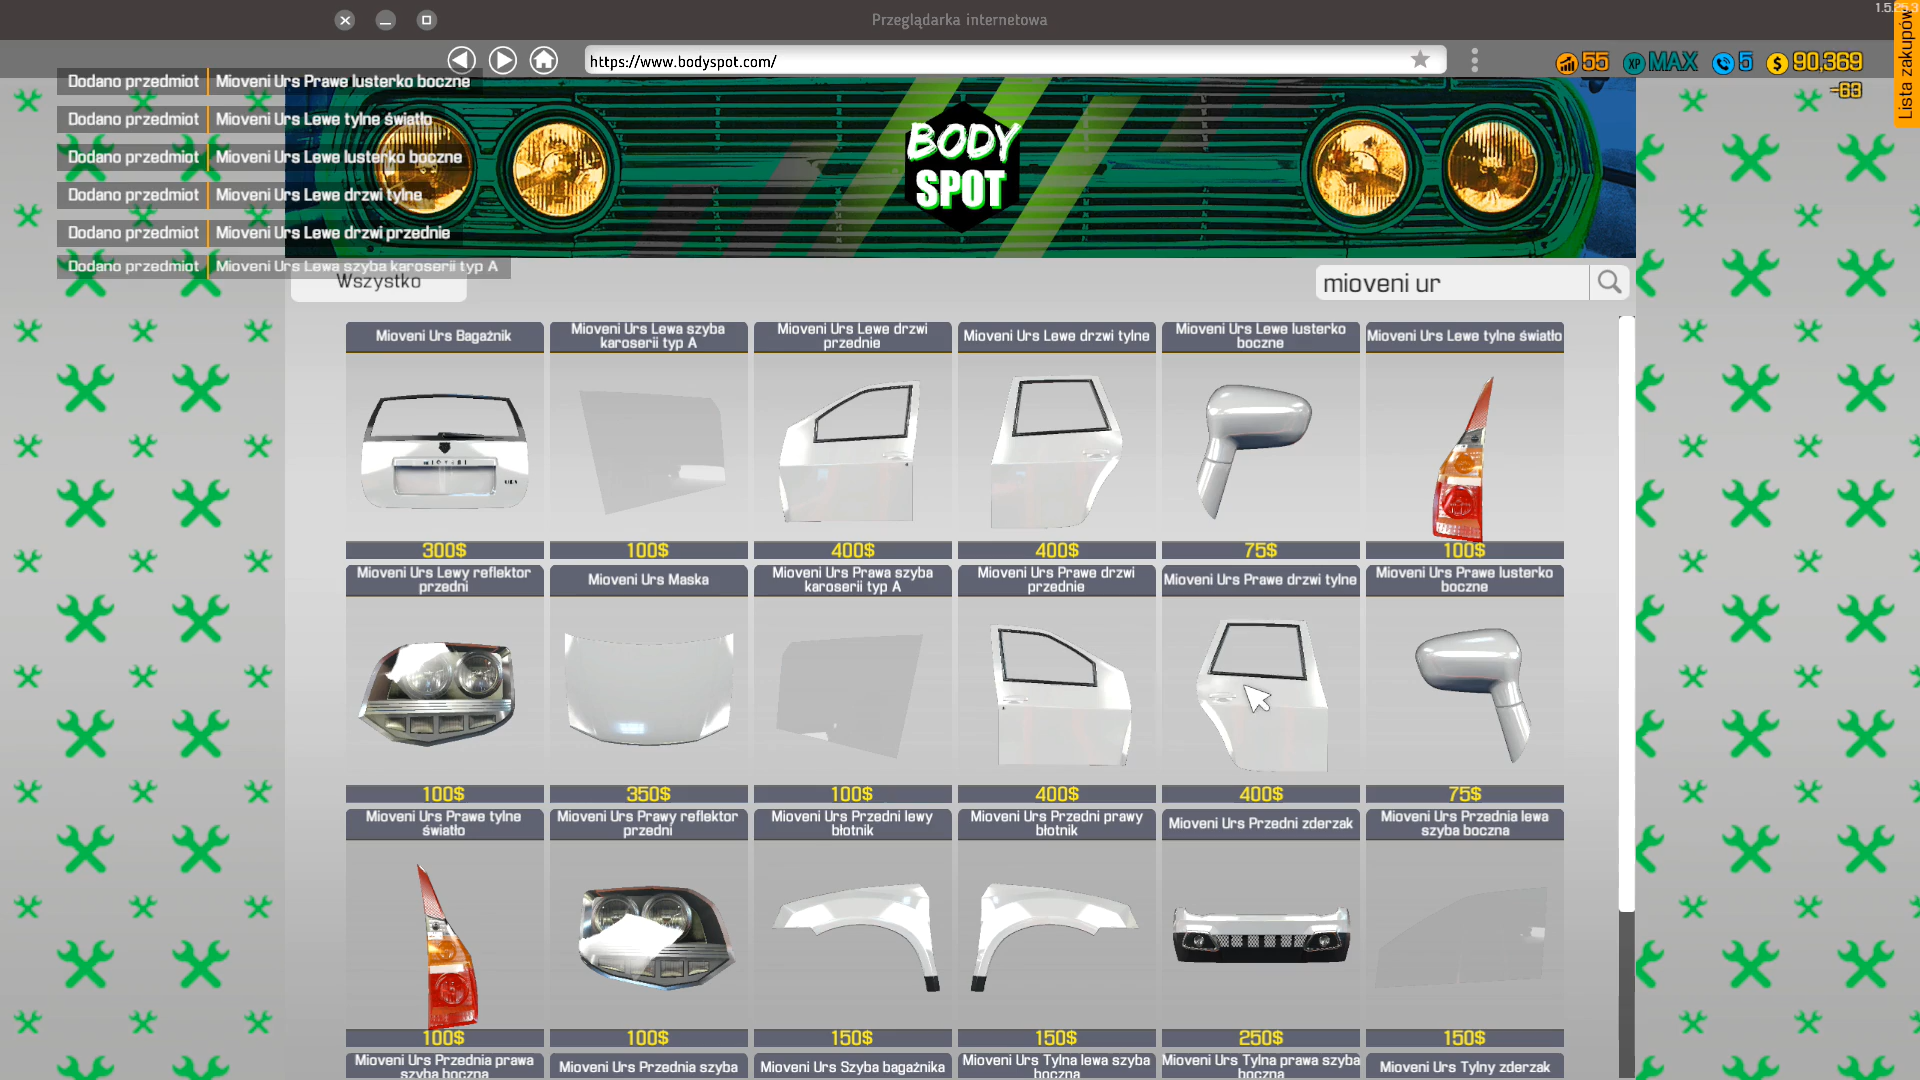 1.5.25.3
Przeglądarka internetowa
Lista zakupów
https://www.bodyspot.com/
55
XP MAX
5
$ 90,369
-63
Dodano przedmiot Mioveni Urs Prawe lusterko boczne
Dodano przedmiot Mioveni Urs Lewe tylne światło
Dodano przedmiot Mioveni Urs Lewe lusterko boczne
Dodano przedmiot Mioveni Urs Lewe drzwi tylne
Dodano przedmiot Mioveni Urs Lewe drzwi przednie
Dodano przedmiot Mioveni Urs Lewa szyba karoserii typ A
BODY
SPOT
Wszystko
mioveni ur
Mioveni Urs Bagażnik
Mioveni Urs Lewa szyba
karoserii typ A
Mioveni Urs Lewe drzwi
przednie
Mioveni Urs Lewe drzwi tylne
Mioveni Urs Lewe lusterko
boczne
Mioveni Urs Lewe tylne światło
300$
100$
400$
400$
75$
100$
Mioveni Urs Lewy reflektor
przedni
Mioveni Urs Maska
Mioveni Urs Prawa szyba
karoserii typ A
Mioveni Urs Prawe drzwi
przednie
Mioveni Urs Prawe drzwi tylne
Mioveni Urs Prawe lusterko
boczne
100$
350$
100$
400$
400$
75$
Mioveni Urs Prawe tylne
światło
Mioveni Urs Prawy reflektor
przedni
Mioveni Urs Przedni lewy
błotnik
Mioveni Urs Przedni prawy
błotnik
Mioveni Urs Przedni zderzak
Mioveni Urs Przednia lewa
szyba boczna
100$
100$
150$
150$
250$
150$
Mioveni Urs Przednia prawa
szyba boczna
Mioveni Urs Przednia szyba
Mioveni Urs Szyba bagażnika
Mioveni Urs Tylna lewa szyba
boczna
Mioveni Urs Tylna prawa szyba
boczna
Mioveni Urs Tylny zderzak